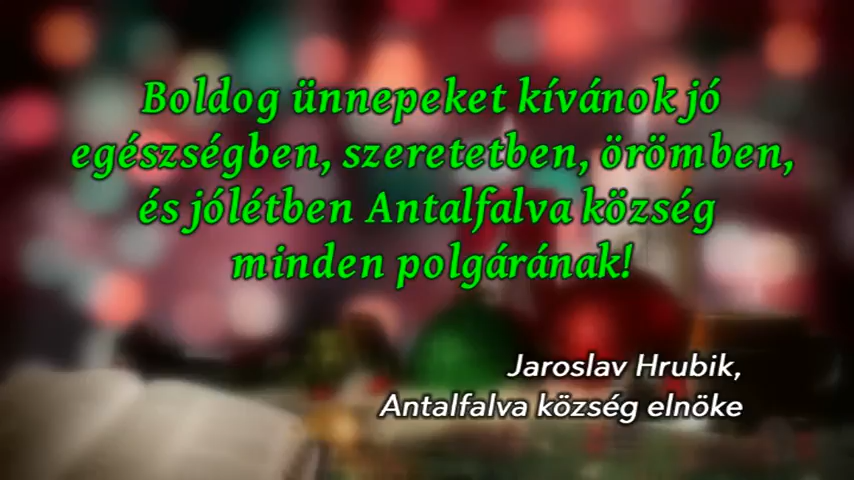 Boldog ünnepeket kívánok jó
egészségben, szeretetben, örömben,
és jólétben Antalfalva község
minden polgárának!
Jaroslav Hrubik,
Antalfalva község elnöke